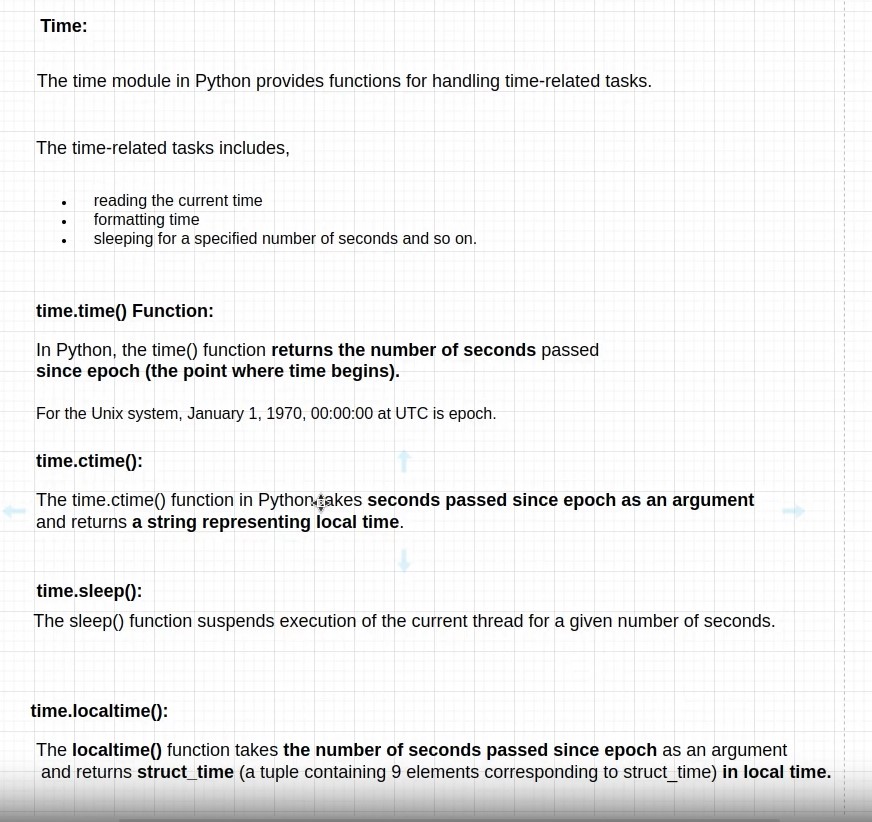 Time:
The time module in Python provides functions for handling time-related tasks.
The time-related tasks includes,
• reading the current time
• formatting time
• sleeping for a specified number of seconds and so on.
time.time() Function:
In Python, the time() function returns the number of seconds passed
since epoch (the point where time begins).
For the Unix system, January 1, 1970, 00:00:00 at UTC is epoch.
time.ctime():
The time.ctime() function in Python takes seconds passed since epoch as an argument
and returns a string representing local time.
time.sleep():
The sleep() function suspends execution of the current thread for a given number of seconds.
time.localtime():
The localtime() function takes the number of seconds passed since epoch as an argument
and returns struct_time (a tuple containing 9 elements corresponding to struct_time) in local time.